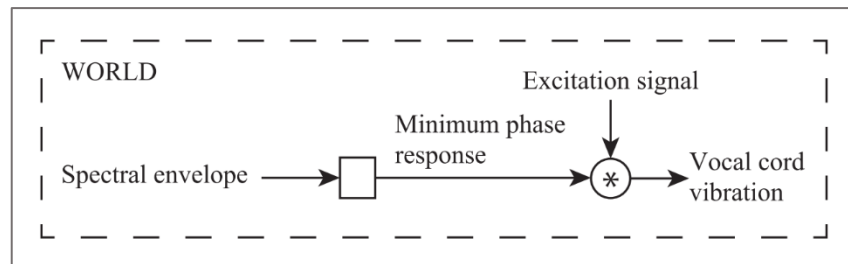 WORLD
Excitation signal
Minimum phase
response
Spectral envelope
*
Vocal cord
vibration